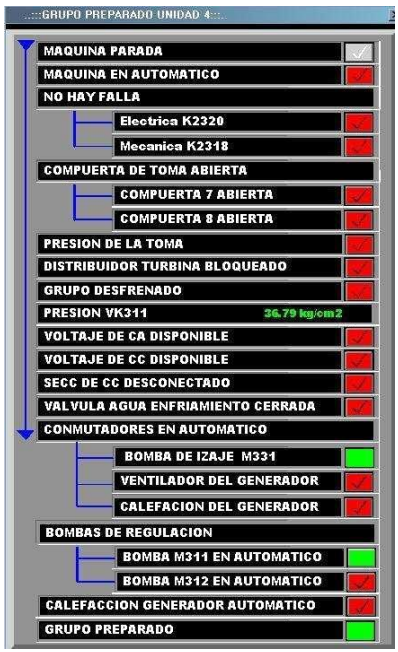 ..:::GRUPO PREPARADO UNIDAD 4:::..
MAQUINA PARADA
MAQUINA EN AUTOMATICO
NO HAY FALLA
Electrica K2320
Mecanica K2318
COMPUERTA DE TOMA ABIERTA
COMPUERTA 7 ABIERTA
COMPUERTA 8 ABIERTA
PRESION DE LA TOMA
DISTRIBUIDOR TURBINA BLOQUEADO
GRUPO DESFRENADO
PRESION VK311 36.79 kg/cm2
VOLTAJE DE CA DISPONIBLE
VOLTAJE DE CC DISPONIBLE
SECC DE CC DESCONECTADO
VALVULA AGUA ENFRIAMIENTO CERRADA
CONMUTADORES EN AUTOMATICO
BOMBA DE IZAJE M331
VENTILADOR DEL GENERADOR
CALEFACION DEL GENERADOR
BOMBAS DE REGULACION
BOMBA M311 EN AUTOMATICO
BOMBA M312 EN AUTOMATICO
CALEFACCION GENERADOR AUTOMATICO
GRUPO PREPARADO